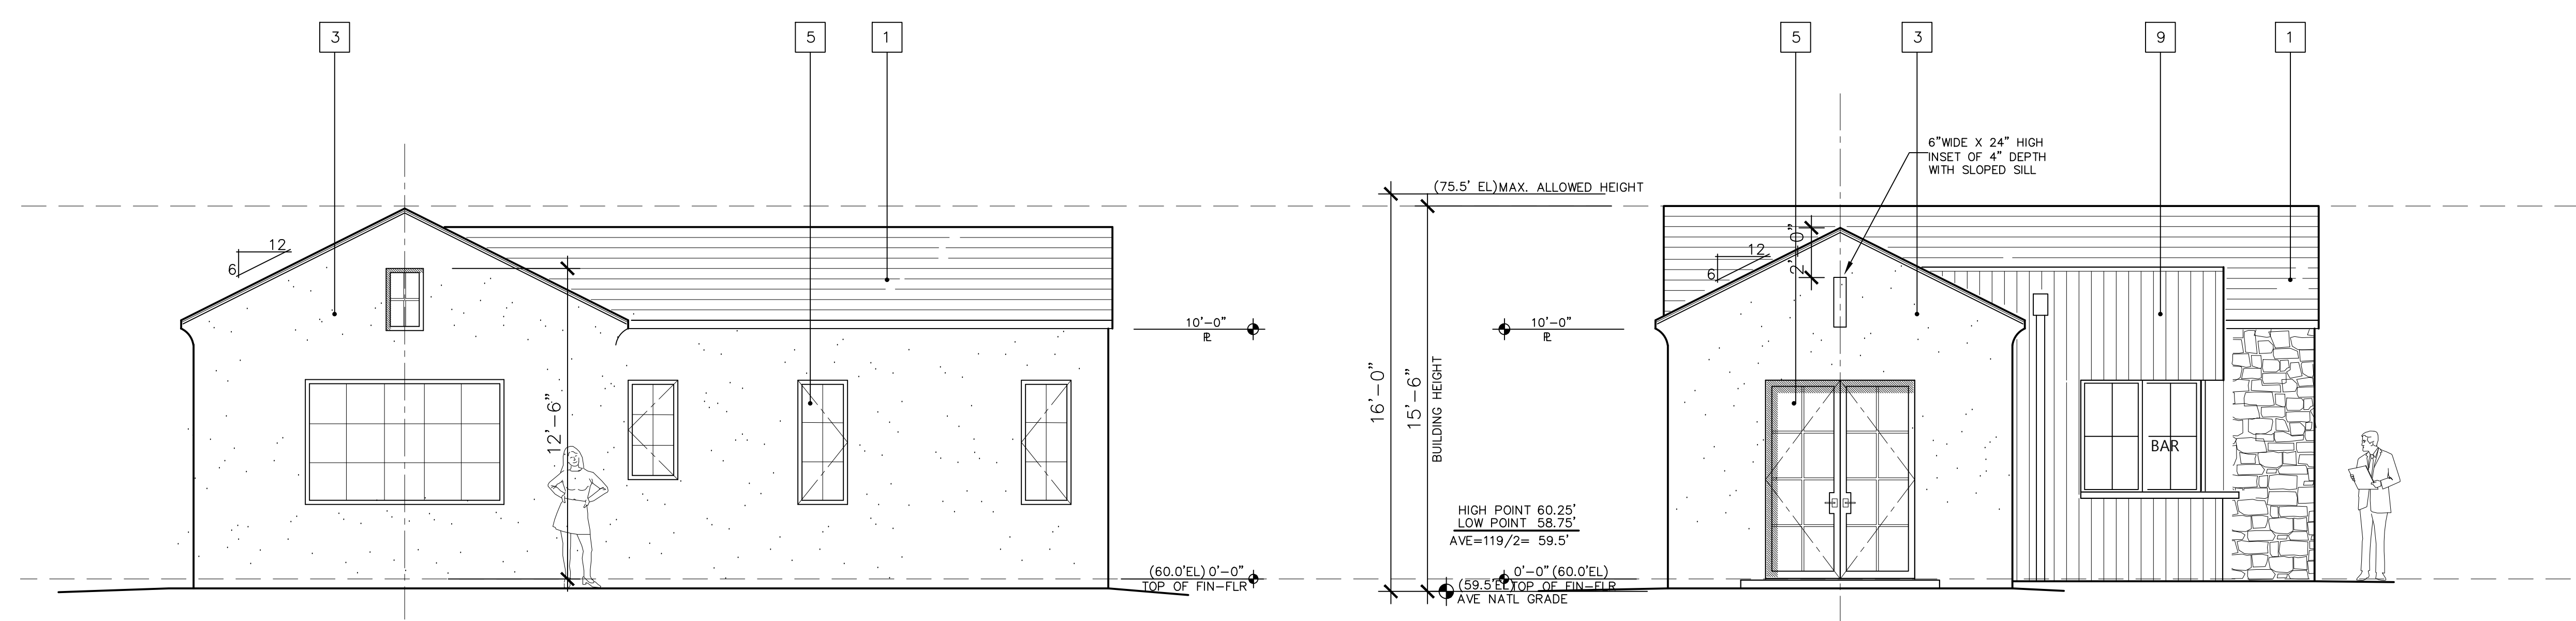 3
5
1
12
6
12'-6"
10'-0"
PL
(60.0'EL) 0'-0"
TOP OF FIN-FLR
5
3
9
1
6"WIDE X 24" HIGH
INSET OF 4" DEPTH
WITH SLOPED SILL
(75.5' EL)MAX. ALLOWED HEIGHT
16'-0"
15'-6"
BUILDING HEIGHT
2'-0"
12
6
10'-0"
PL
BAR
HIGH POINT 60.25'
LOW POINT 58.75'
AVE=119/2= 59.5'
0'-0" (60.0'EL)
TOP OF FIN-FLR
(59.5'EL)
AVE NATL GRADE